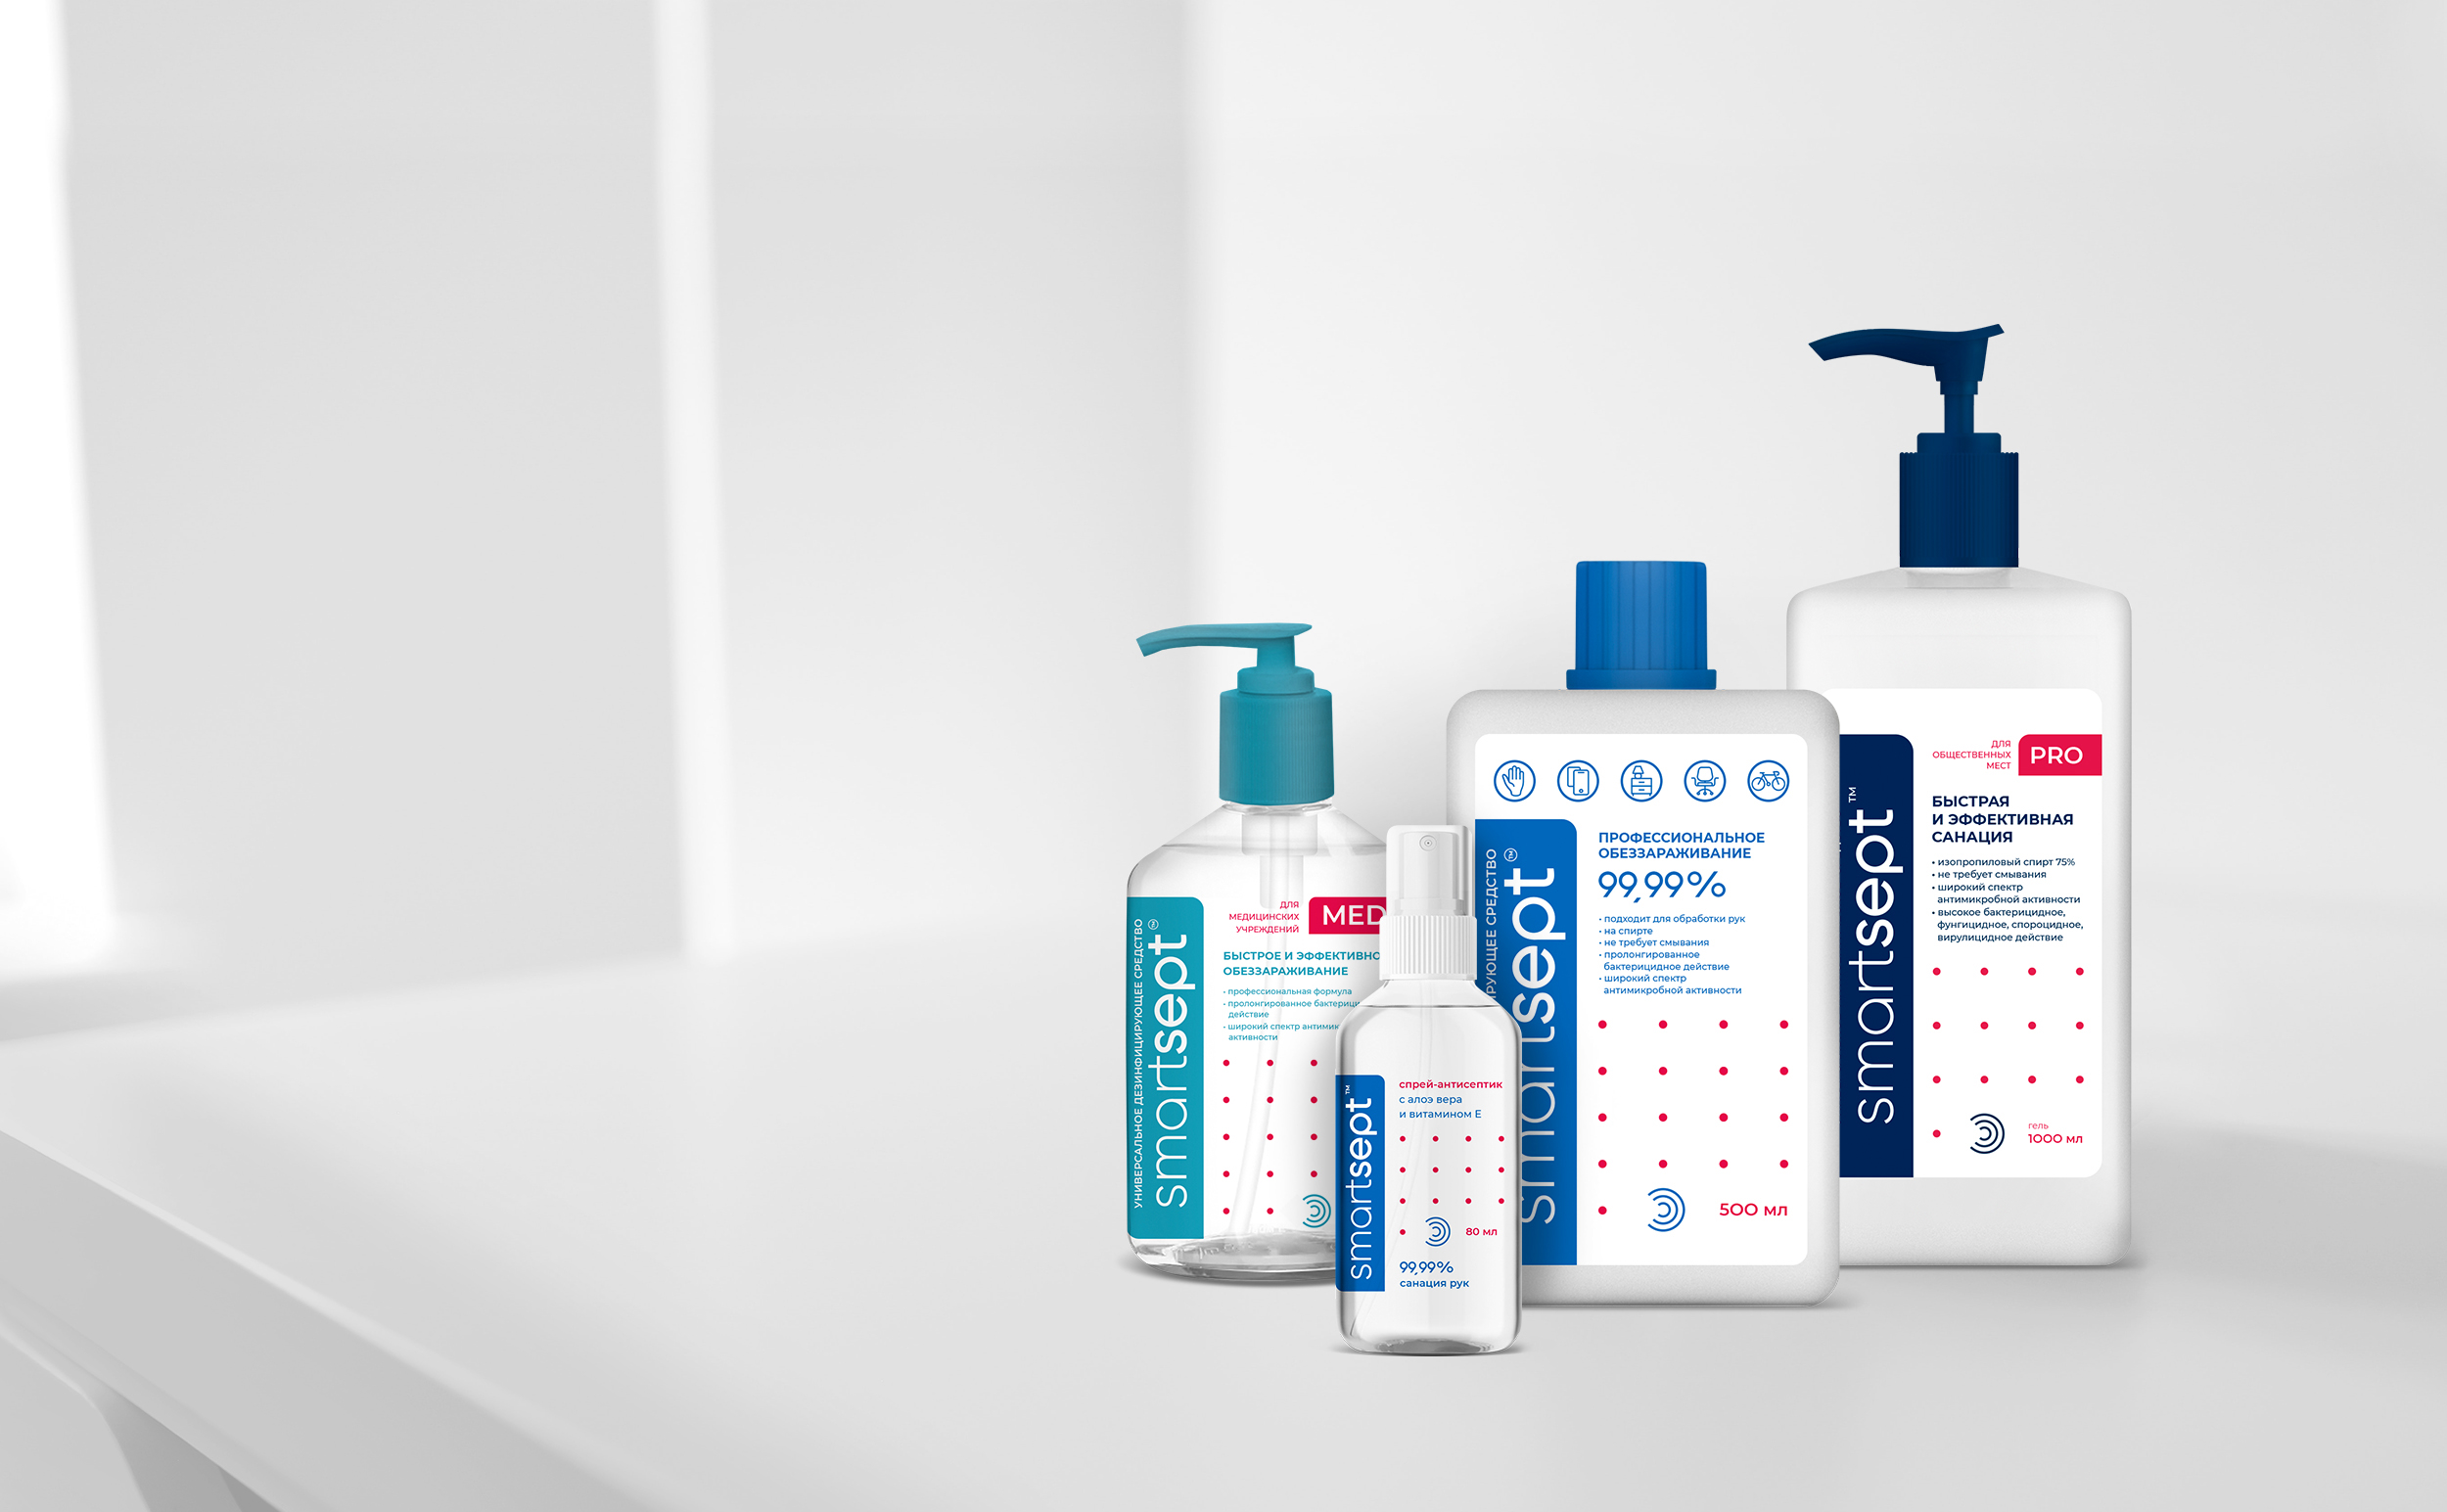 УНИВЕРСАЛЬНОЕ ДЕЗИНФИЦИРУЮЩЕЕ СРЕДСТВО
smartsept
ДЛЯ
МЕДИЦИНСКИХ
УЧРЕЖДЕНИЙ
MED
БЫСТРОЕ И ЭФФЕКТИВНО
ОБЕЗЗАРАЖИВАНИЕ
• профессиональная формула
• пролонгированное бактерици
действие
• широкий спектр антимик
активности
smartsept™
спрей-антисептик
с алоэ вера
и витамином Е
80 мл
99,99%
санация рук
РУЮЩЕЕ СРЕДСТВО
smartsept
ПРОФЕССИОНАЛЬНОЕ
ОБЕЗЗАРАЖИВАНИЕ
99,99%
• подходит для обработки рук
• на спирте
• не требует смывания
• пролонгированное
бактерицидное действие
• широкий спектр
антимикробной активности
500 мл
smartsept™
ДЛЯ
ОБЩЕСТВЕННЫХ
МЕСТ
PRO
БЫСТРАЯ
И ЭФФЕКТИВНАЯ
САНАЦИЯ
• изопропиловый спирт 75%
• не требует смывания
• широкий спектр
антимикробной активности
• высокое бактерицидное,
фунгицидное, спороцидное,
вирулицидное действие
гель
1000 мл